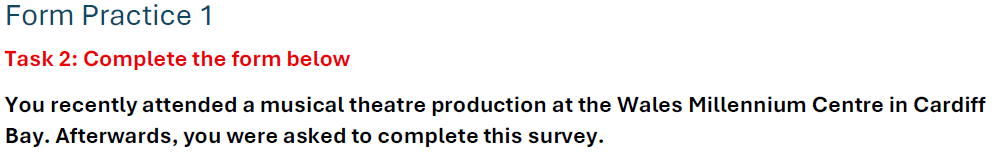 Form Practice 1
Task 2: Complete the form below
You recently attended a musical theatre production at the Wales Millennium Centre in Cardiff
Bay. Afterwards, you were asked to complete this survey.